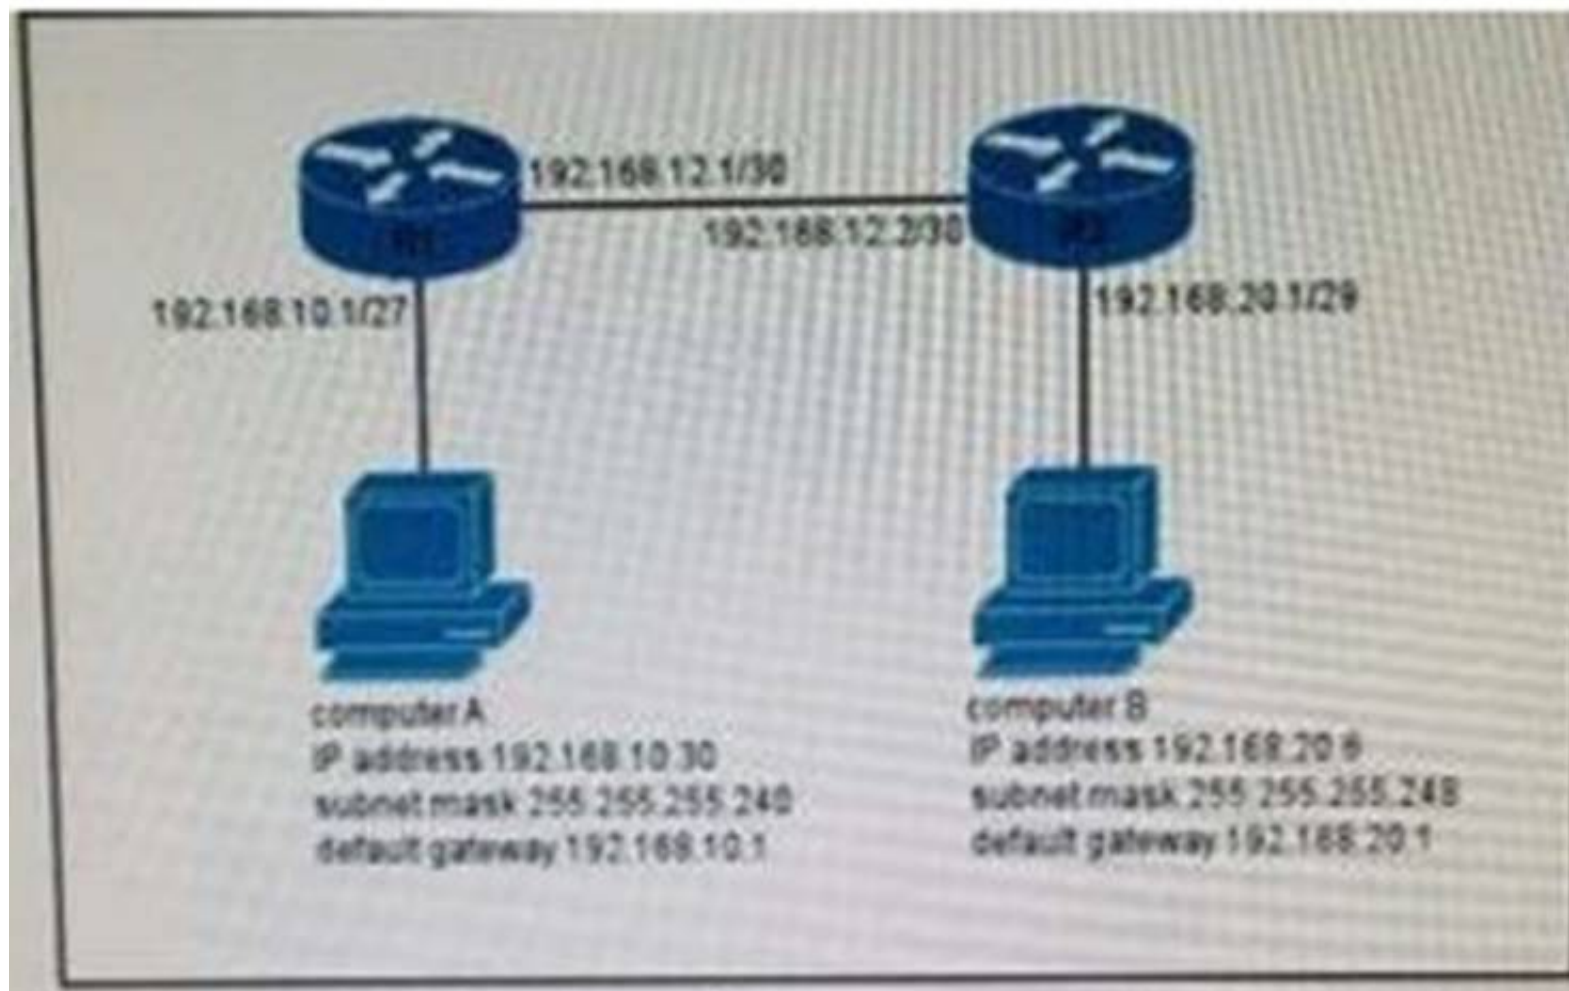 192.168.12.1/30
192.168.12.2/30
192.168.10.1/27
192.168.20.1/29
computer A
IP address 192.168.10.30
subnet mask 255.255.255.240
default gateway 192.168.10.1
computer B
IP address 192.168.20.6
subnet mask 255.255.255.248
default gateway 192.168.20.1